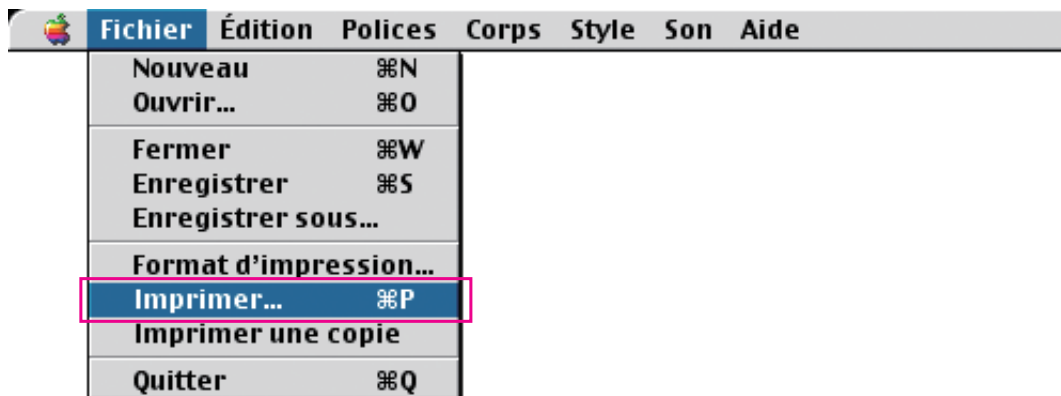 Fichier Édition Polices Corps Style Son Aide
Nouveau ⌘N
Ouvrir... ⌘O
Fermer ⌘W
Enregistrer ⌘S
Enregistrer sous...
Format d’impression...
Imprimer... ⌘P
Imprimer une copie
Quitter ⌘Q